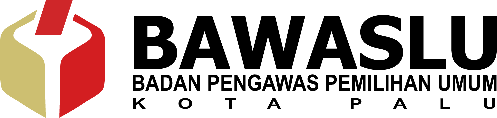 BAWASLU
BADAN PENGAWAS PEMILIHAN UMUM
KOTA PALU